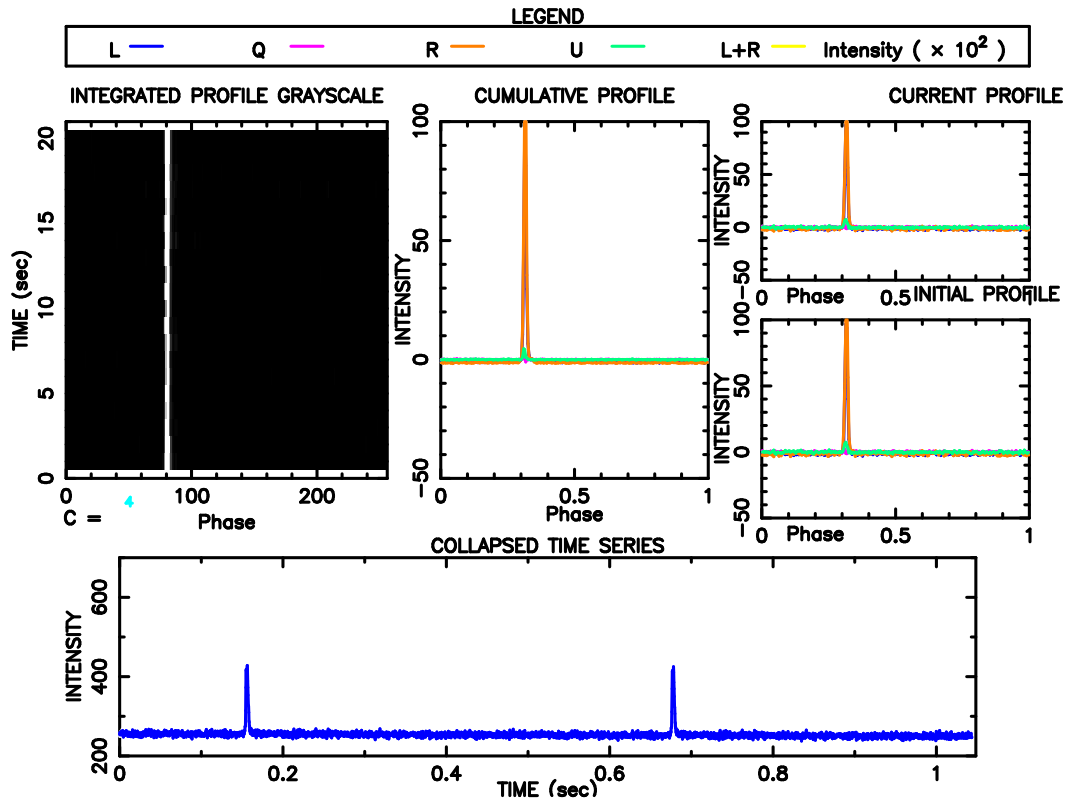 LEGEND
L Q R U L+R Intensity ( × 10² )
INTEGRATED PROFILE GRAYSCALE
TIME (sec)
0 5 10 15 20
0 100 200
Phase
C = 4
CUMULATIVE PROFILE
INTENSITY
100
50
0
−50
0 0.5 1
Phase
CURRENT PROFILE
INTENSITY
100
50
0
−50
0 0.5 1
Phase
INITIAL PROFILE
INTENSITY
100
50
0
−50
0 0.5 1
Phase
COLLAPSED TIME SERIES
INTENSITY
600
400
200
0 0.2 0.4 0.6 0.8 1
TIME (sec)